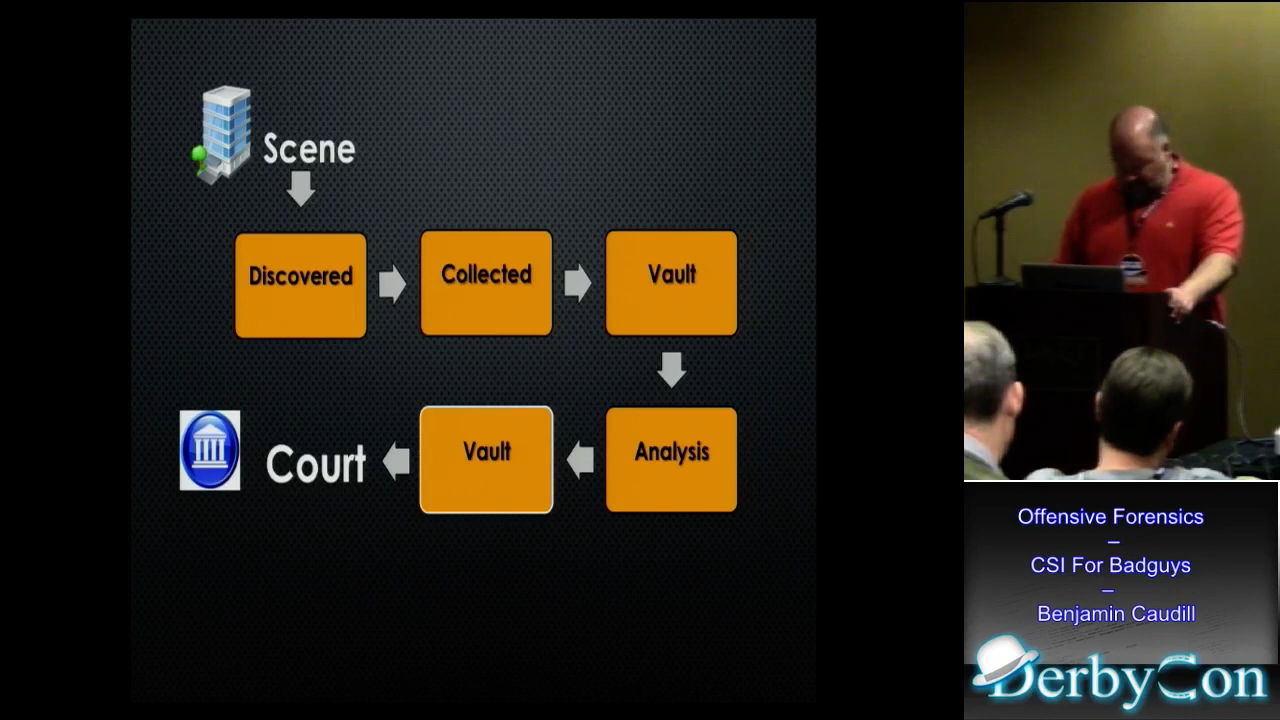 Scene
Discovered
Collected
Vault
Analysis
Vault
Court
Offensive Forensics
–
CSI For Badguys
–
Benjamin Caudill
DerbyCon